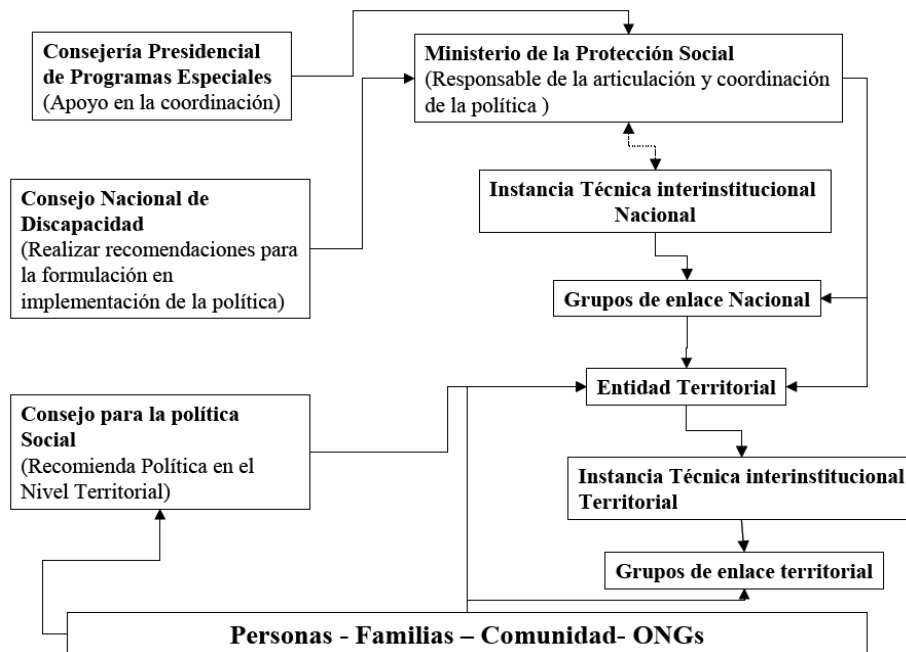 Consejería Presidencial
de Programas Especiales
(Apoyo en la coordinación)
Ministerio de la Protección Social
(Responsable de la articulación y coordinación
de la política )
Consejo Nacional de
Discapacidad
(Realizar recomendaciones para
la formulación en
implementación de la política)
Instancia Técnica interinstitucional
Nacional
Grupos de enlace Nacional
Entidad Territorial
Consejo para la política
Social
(Recomienda Política en el
Nivel Territorial)
Instancia Técnica interinstitucional
Territorial
Grupos de enlace territorial
Personas - Familias – Comunidad- ONGs